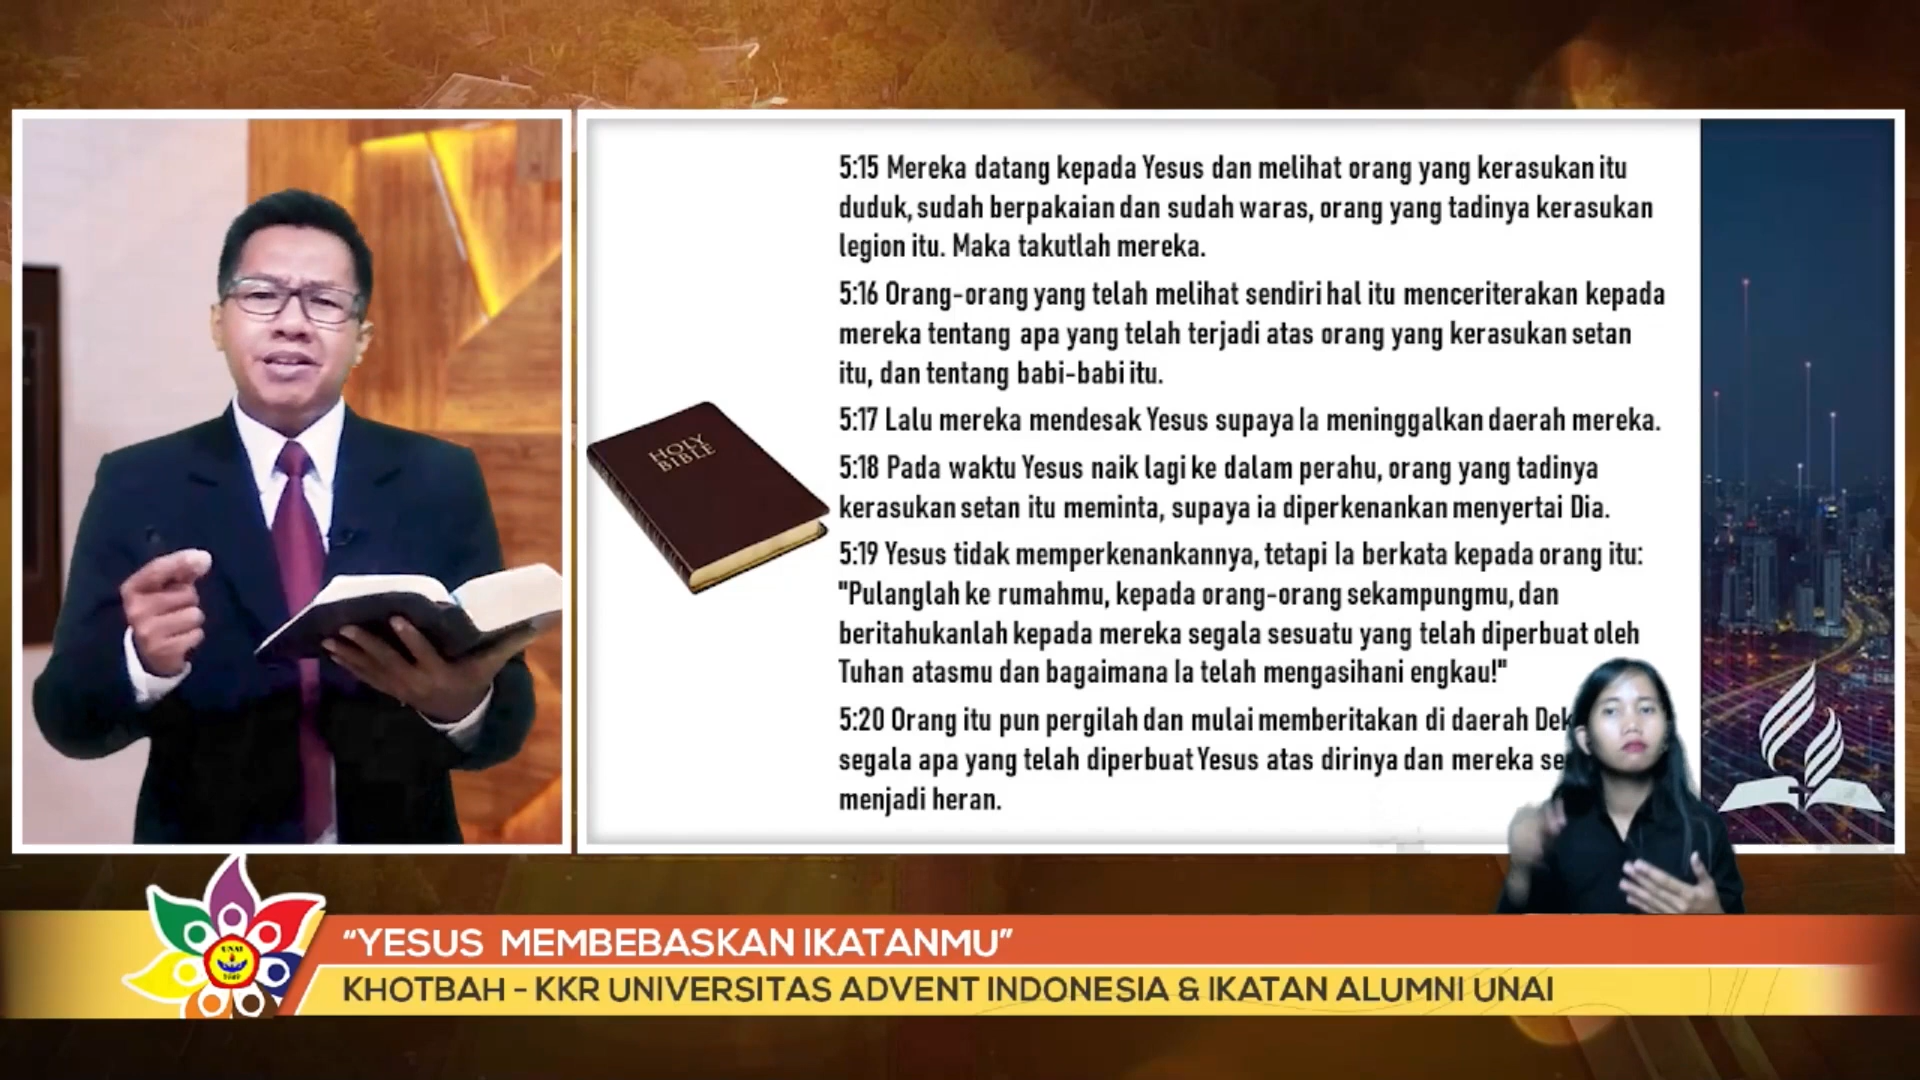 5:15 Mereka datang kepada Yesus dan melihat orang yang kerasukan itu
duduk, sudah berpakaian dan sudah waras, orang yang tadinya kerasukan
legion itu. Maka takutlah mereka.
5:16 Orang-orang yang telah melihat sendiri hal itu menceriterakan kepada
mereka tentang apa yang telah terjadi atas orang yang kerasukan setan
itu, dan tentang babi-babi itu.
5:17 Lalu mereka mendesak Yesus supaya Ia meninggalkan daerah mereka.
5:18 Pada waktu Yesus naik lagi ke dalam perahu, orang yang tadinya
kerasukan setan itu meminta, supaya ia diperkenankan menyertai Dia.
5:19 Yesus tidak memperkenankannya, tetapi Ia berkata kepada orang itu:
"Pulanglah ke rumahmu, kepada orang-orang sekampungmu, dan
beritahukanlah kepada mereka segala sesuatu yang telah diperbuat oleh
Tuhan atasmu dan bagaimana Ia telah mengasihani engkau!"
5:20 Orang itu pun pergilah dan mulai memberitakan di daerah
segala apa yang telah diperbuat Yesus atas dirinya dan mereka
menjadi heran.
HOLY
BIBLE
UNAI
“YESUS MEMBEBASKAN IKATANMU”
KHOTBAH - KKR UNIVERSITAS ADVENT INDONESIA & IKATAN ALUMNI UNAI